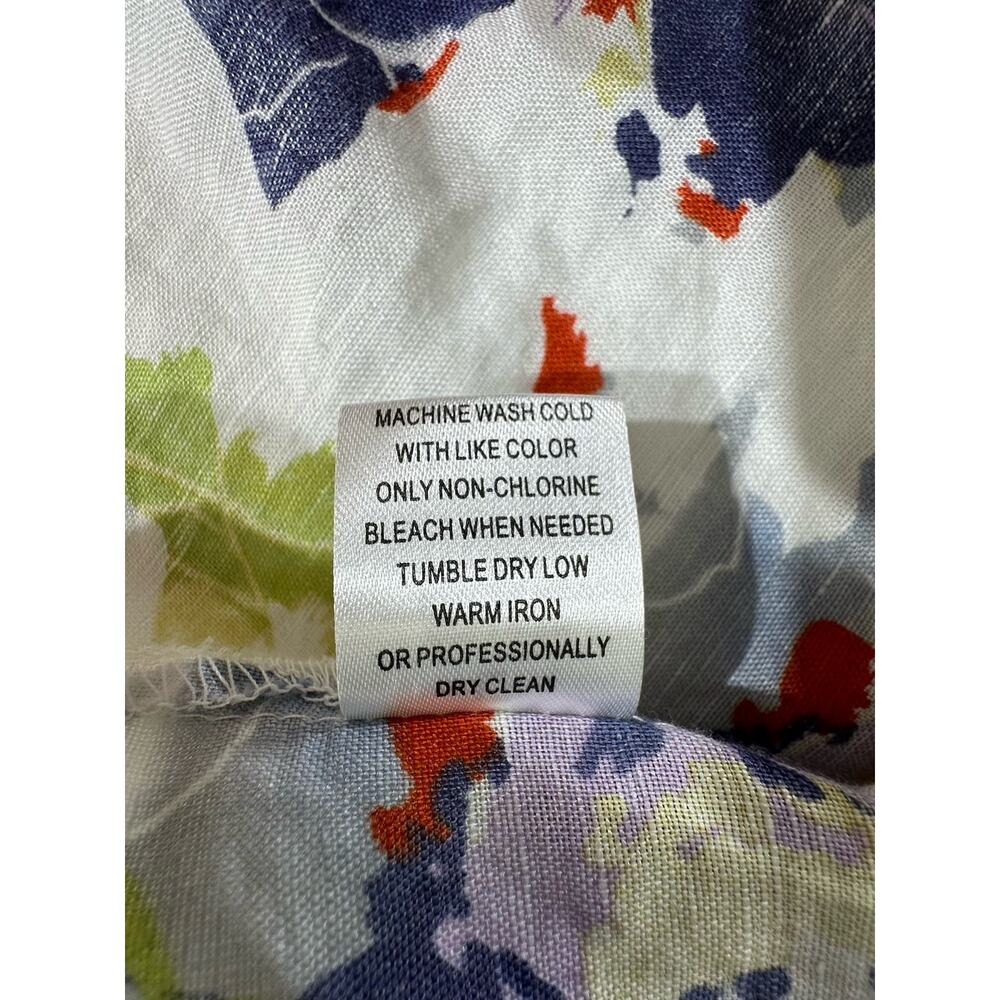 MACHINE WASH COLD
WITH LIKE COLOR
ONLY NON-CHLORINE
BLEACH WHEN NEEDED
TUMBLE DRY LOW
WARM IRON
OR PROFESSIONALLY
DRY CLEAN